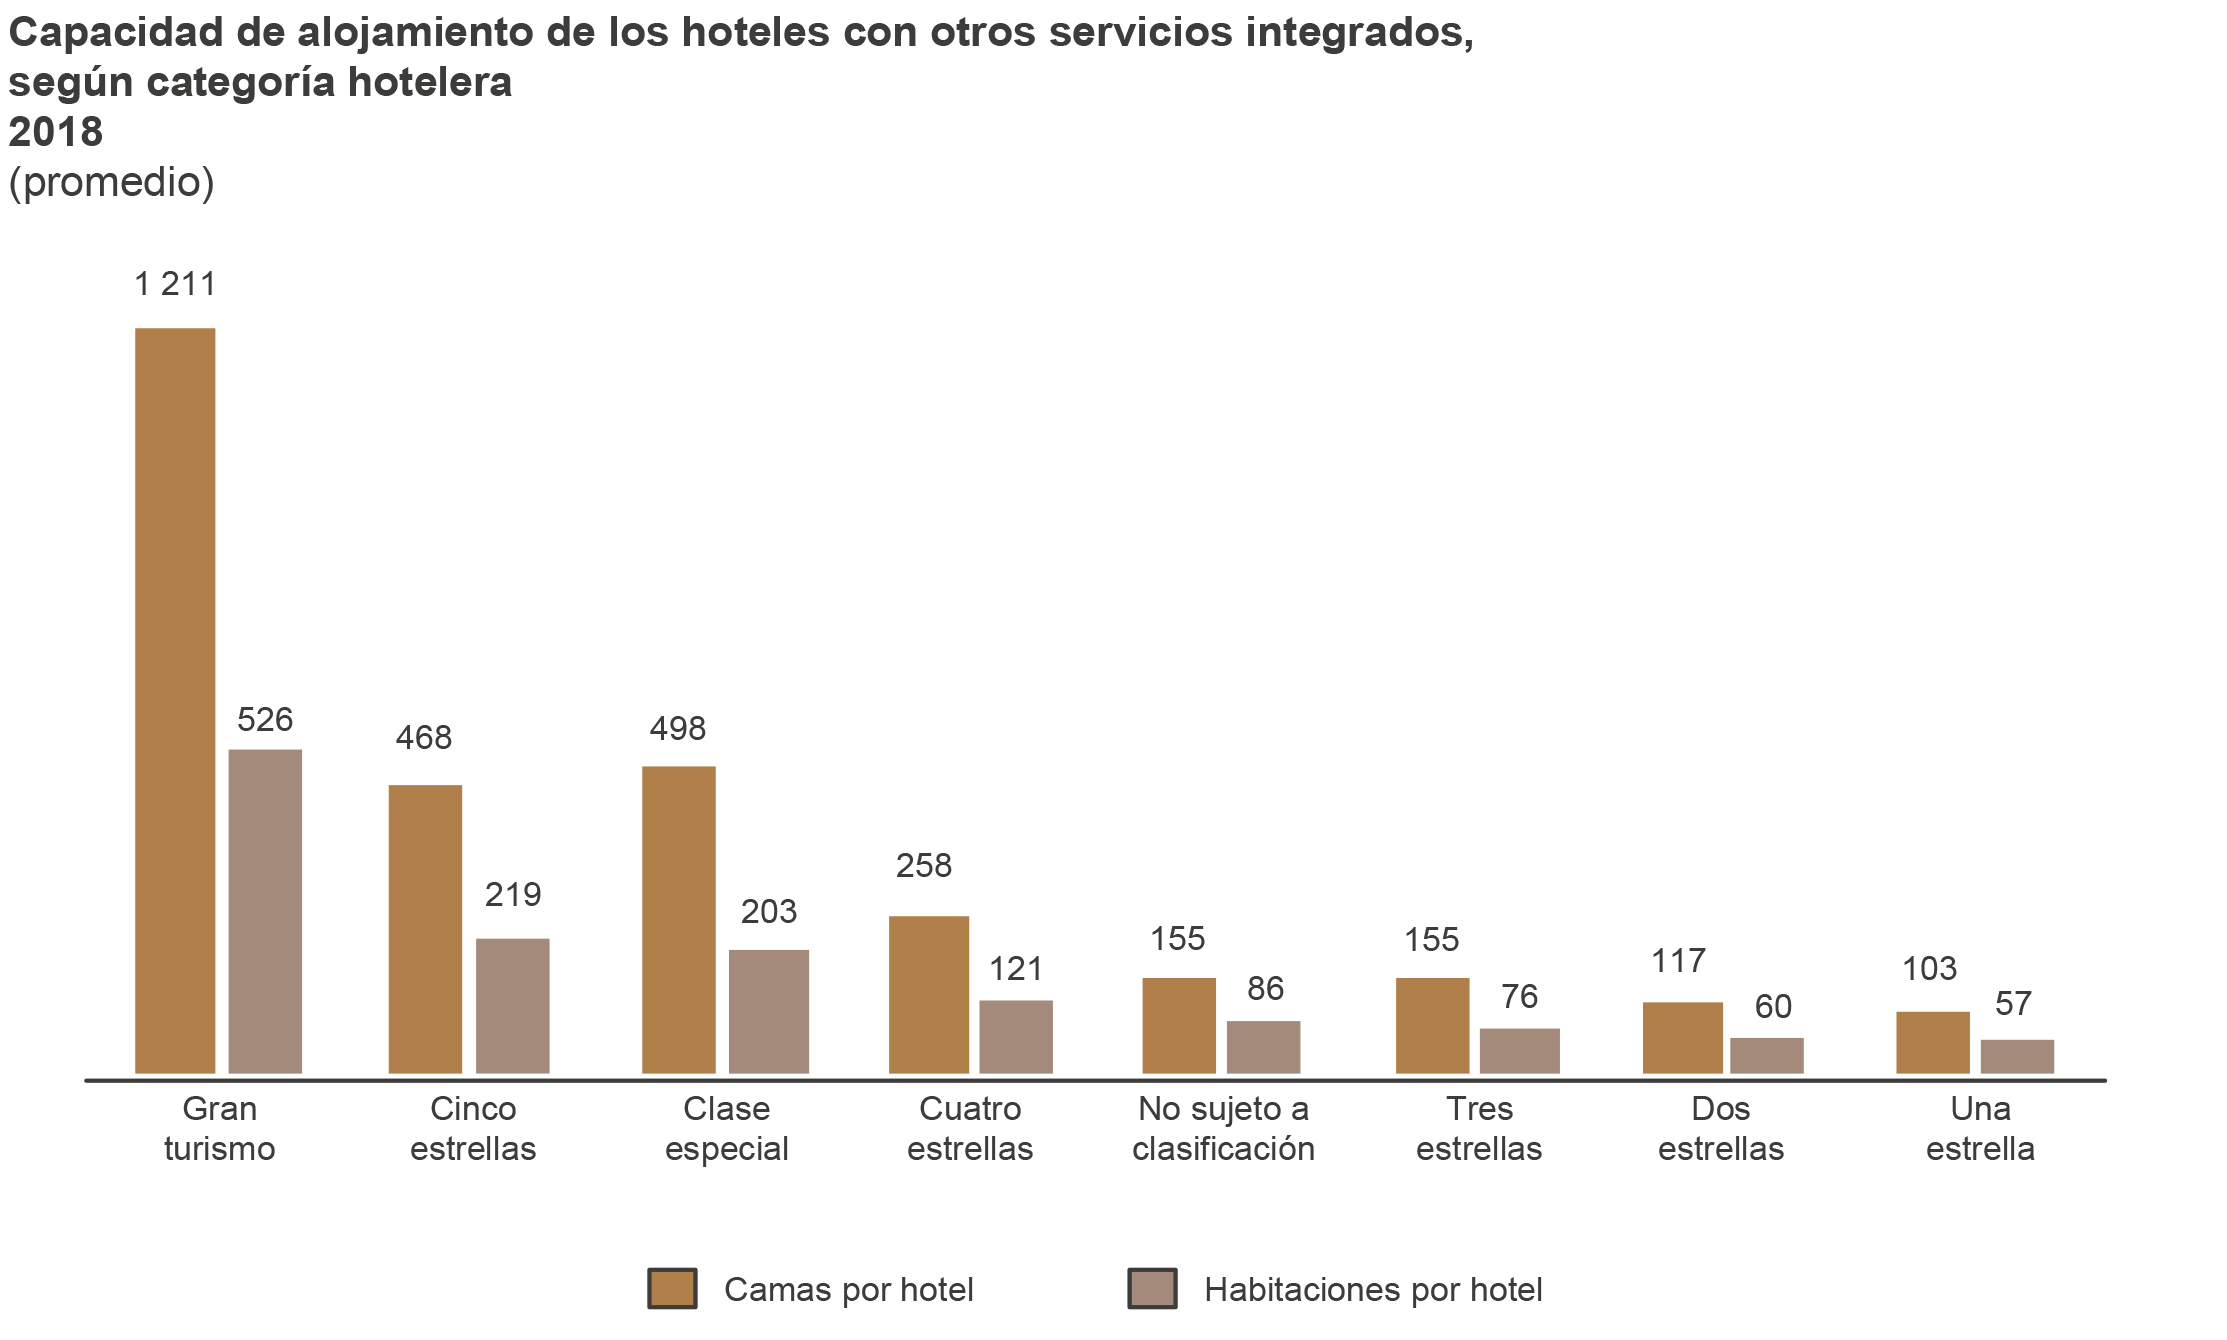 Capacidad de alojamiento de los hoteles con otros servicios integrados,
según categoría hotelera
2018
(promedio)
1 211
526
468
219
498
203
258
121
155
86
155
76
117
60
103
57
Gran
turismo
Cinco
estrellas
Clase
especial
Cuatro
estrellas
No sujeto a
clasificación
Tres
estrellas
Dos
estrellas
Una
estrella
Camas por hotel
Habitaciones por hotel